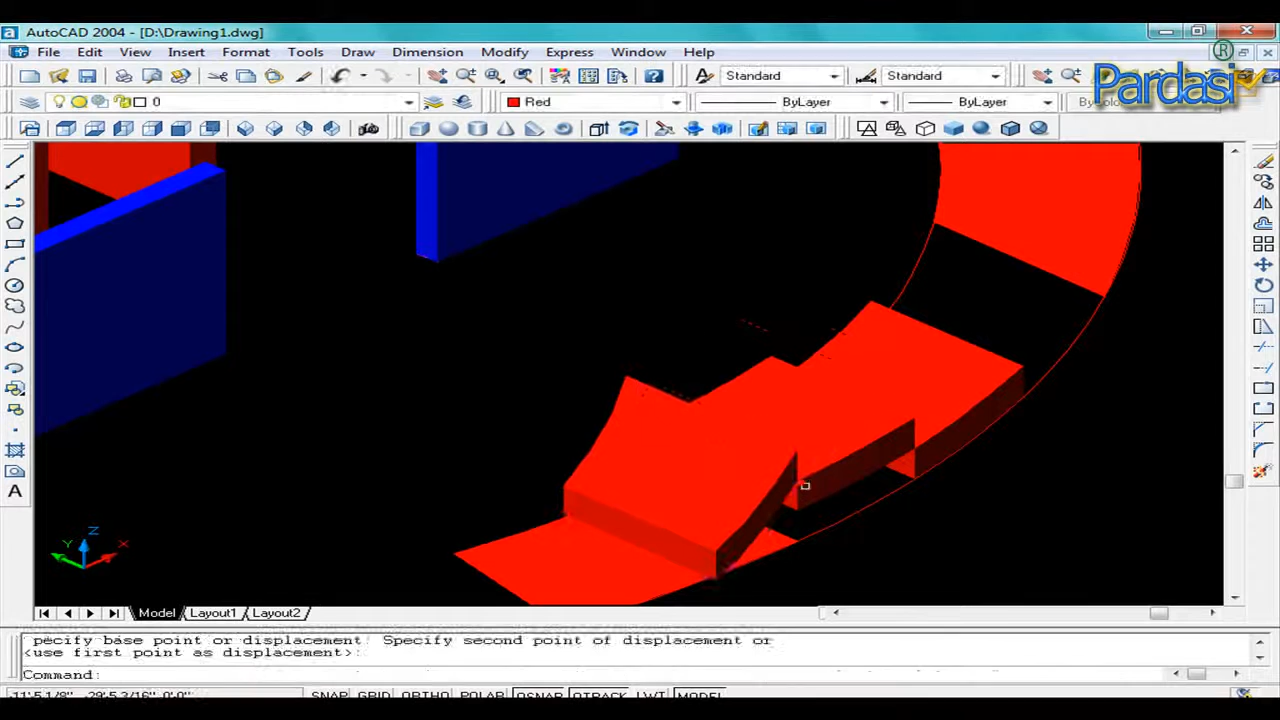 AutoCAD 2004 - [D:\Drawing1.dwg]
File Edit View Insert Format Tools Draw Dimension Modify Express Window Help
®
Pardasi
Standard Standard
0 Red ByLayer ByLayer
A
Z
Y X
Model Layout1 Layout2
pecify base point or displacement: Specify second point of displacement or
<use first point as displacement>:
Command:
SNAP GRID ORTHO POLAR OSNAP OTRACK LWT MODEL